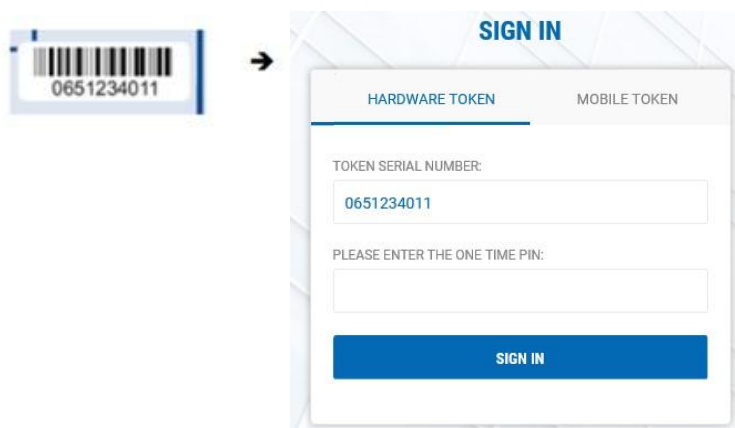 0651234011
➔
SIGN IN
HARDWARE TOKEN
MOBILE TOKEN
TOKEN SERIAL NUMBER:
0651234011
PLEASE ENTER THE ONE TIME PIN:
SIGN IN